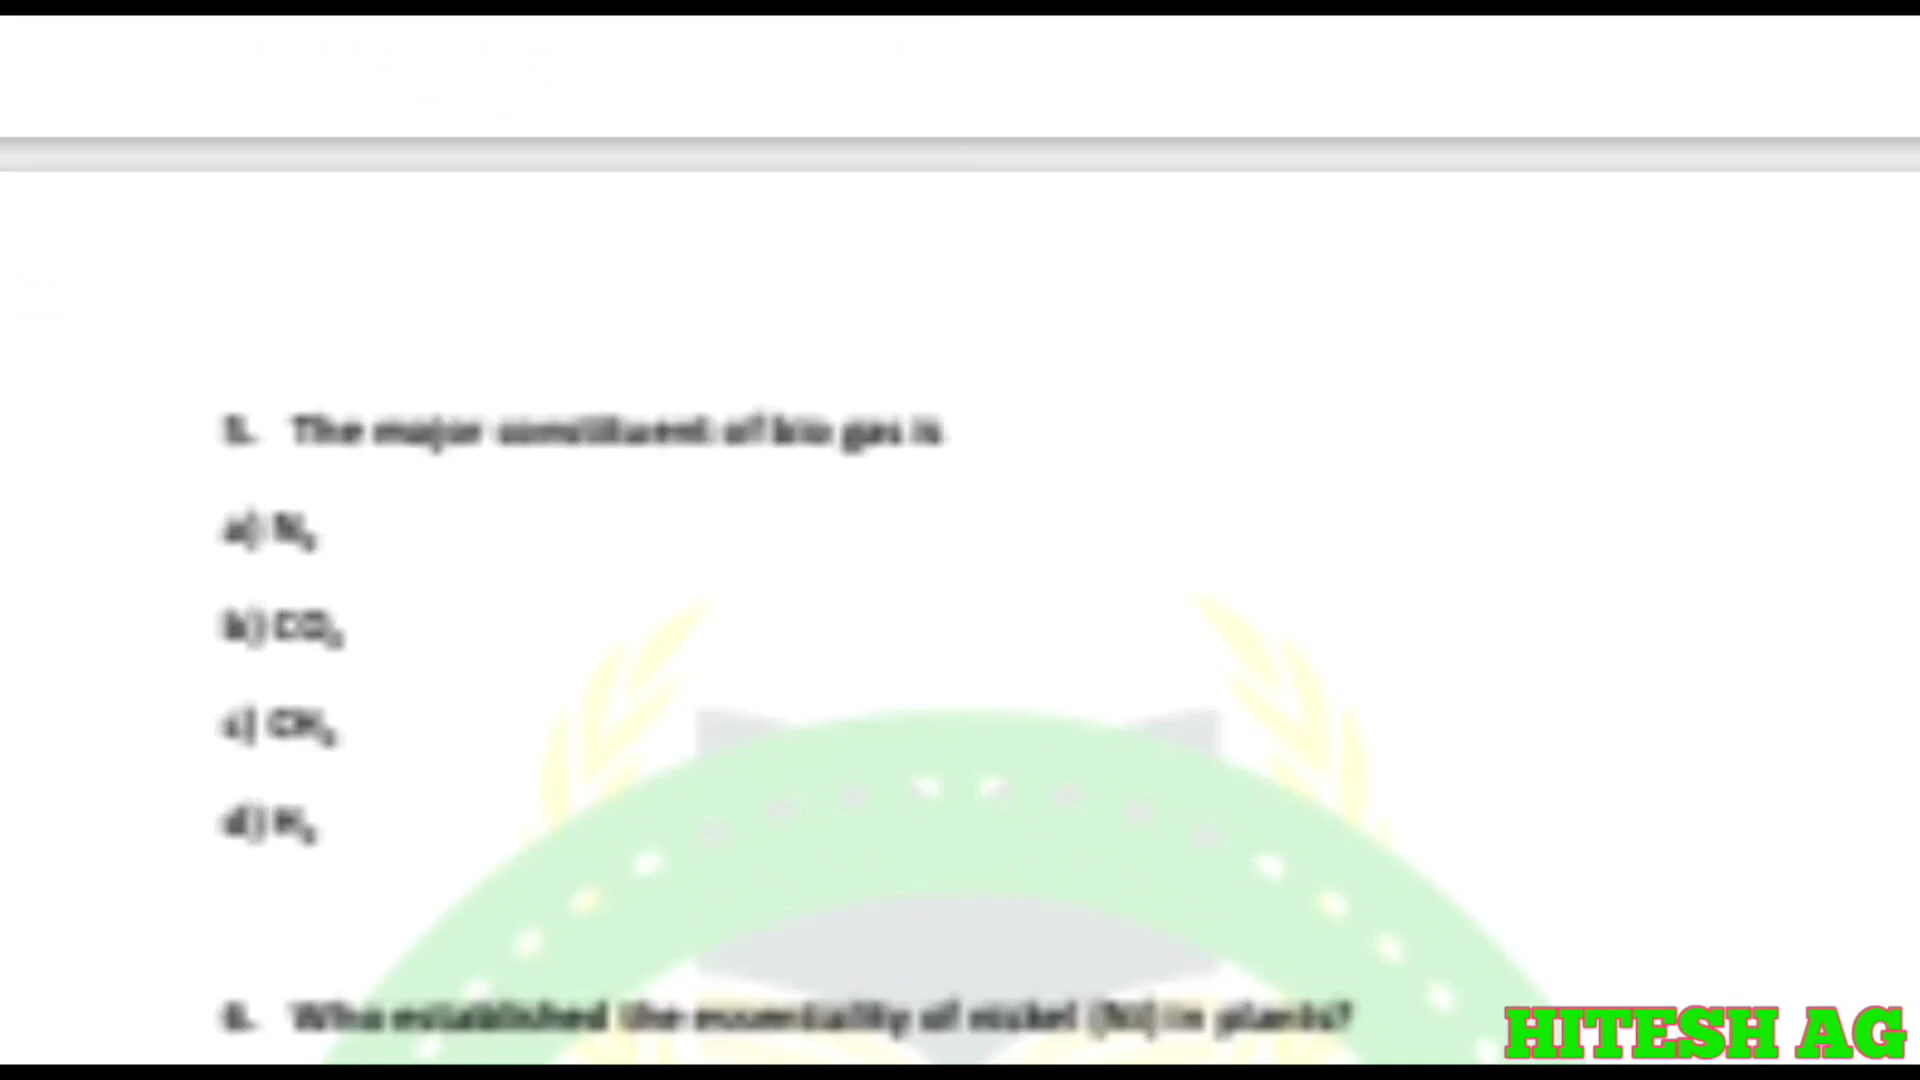 5. The major constituent of bio gas is
a) N₂
b) CO₂
c) CH₄
d) H₂
6. Who established the essentiality of nickel (Ni) in plants?
HITESH AG